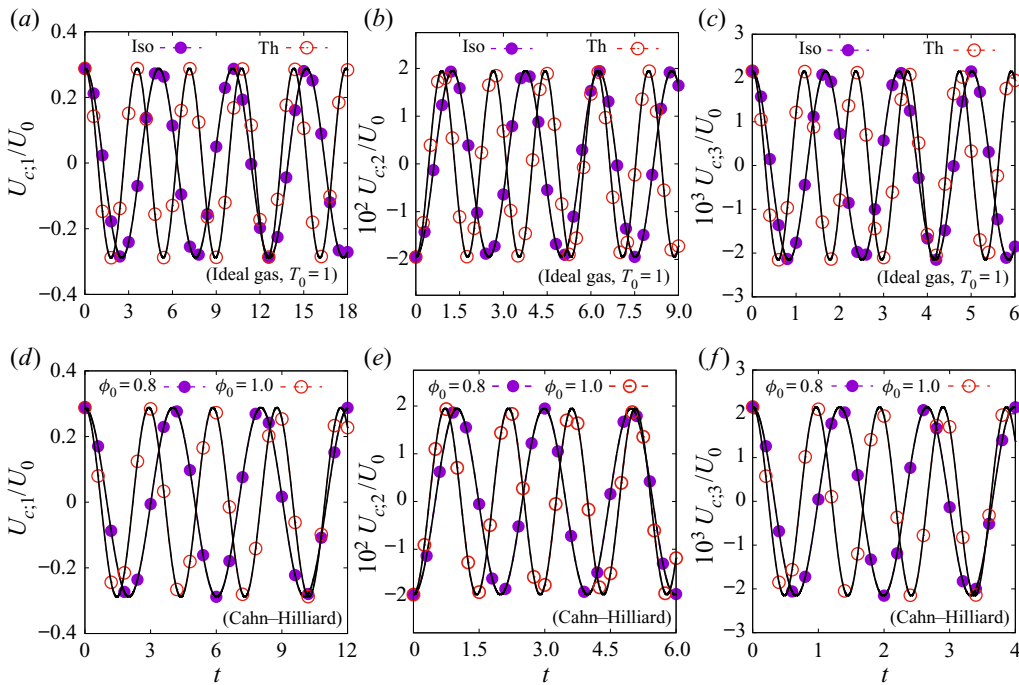 (a) (b) (c)
Iso Th Iso Th Iso Th
U_{c;1}/U_0 10^2 U_{c;2}/U_0 10^3 U_{c;3}/U_0
0.4 0.2 0 −0.2 −0.4
2 1 0 −1 −2
3 2 1 0 −1 −2 −3
(Ideal gas, T_0 = 1) (Ideal gas, T_0 = 1) (Ideal gas, T_0 = 1)
0 3 6 9 12 15 18 0 1.5 3.0 4.5 6.0 7.5 9.0 0 1 2 3 4 5 6
(d) (e) (f)
ϕ_0 = 0.8 ϕ_0 = 1.0 ϕ_0 = 0.8 ϕ_0 = 1.0 ϕ_0 = 0.8 ϕ_0 = 1.0
U_{c;1}/U_0 10^2 U_{c;2}/U_0 10^3 U_{c;3}/U_0
0.4 0.2 0 −0.2 −0.4
2 1 0 −1 −2
3 2 1 0 −1 −2 −3
(Cahn–Hilliard) (Cahn–Hilliard) (Cahn–Hilliard)
0 3 6 9 12 0 1.5 3.0 4.5 6.0 0 1 2 3 4
t t t